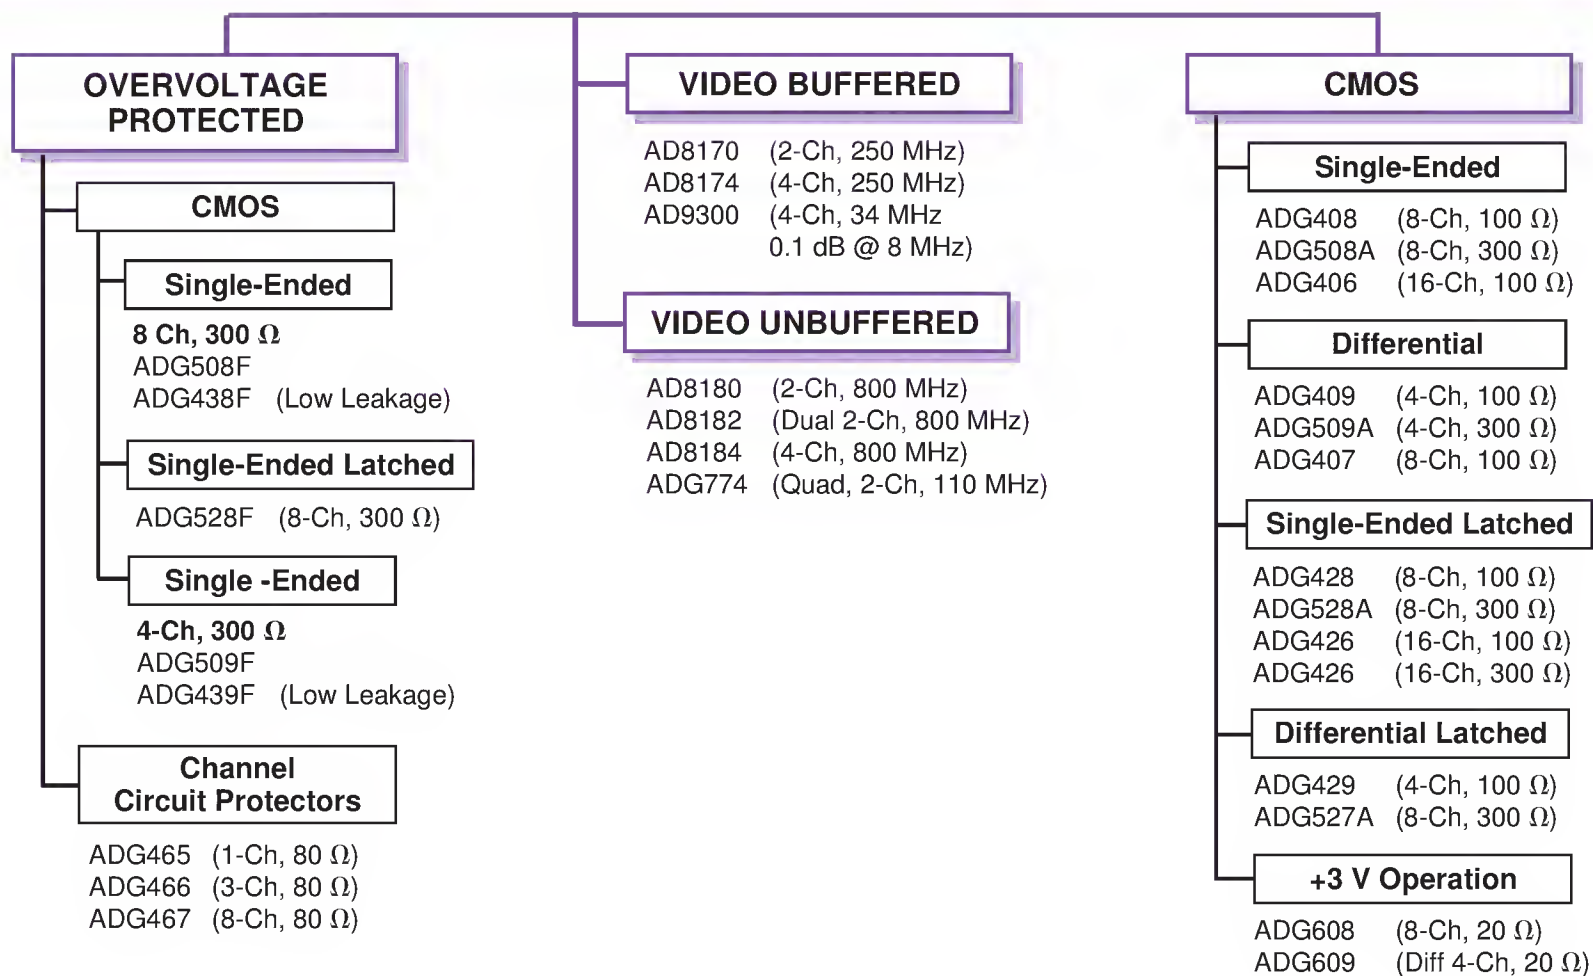 OVERVOLTAGE
PROTECTED
CMOS
Single-Ended
8 Ch, 300 Ω
ADG508F
ADG438F (Low Leakage)
Single-Ended Latched
ADG528F (8-Ch, 300 Ω)
Single -Ended
4-Ch, 300 Ω
ADG509F
ADG439F (Low Leakage)
Channel
Circuit Protectors
ADG465 (1-Ch, 80 Ω)
ADG466 (3-Ch, 80 Ω)
ADG467 (8-Ch, 80 Ω)
VIDEO BUFFERED
AD8170 (2-Ch, 250 MHz)
AD8174 (4-Ch, 250 MHz)
AD9300 (4-Ch, 34 MHz
0.1 dB @ 8 MHz)
VIDEO UNBUFFERED
AD8180 (2-Ch, 800 MHz)
AD8182 (Dual 2-Ch, 800 MHz)
AD8184 (4-Ch, 800 MHz)
ADG774 (Quad, 2-Ch, 110 MHz)
CMOS
Single-Ended
ADG408 (8-Ch, 100 Ω)
ADG508A (8-Ch, 300 Ω)
ADG406 (16-Ch, 100 Ω)
Differential
ADG409 (4-Ch, 100 Ω)
ADG509A (4-Ch, 300 Ω)
ADG407 (8-Ch, 100 Ω)
Single-Ended Latched
ADG428 (8-Ch, 100 Ω)
ADG528A (8-Ch, 300 Ω)
ADG426 (16-Ch, 100 Ω)
ADG426 (16-Ch, 300 Ω)
Differential Latched
ADG429 (4-Ch, 100 Ω)
ADG527A (8-Ch, 300 Ω)
+3 V Operation
ADG608 (8-Ch, 20 Ω)
ADG609 (Diff 4-Ch, 20 Ω)